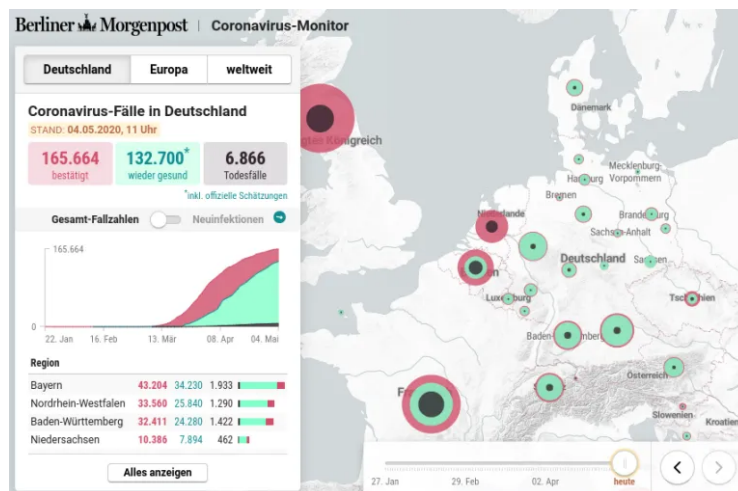 Berliner Morgenpost | Coronavirus-Monitor
Deutschland Europa weltweit
Coronavirus-Fälle in Deutschland
STAND: 04.05.2020, 11 Uhr
165.664 132.700* 6.866
bestätigt wieder gesund Todesfälle
*inkl. offizielle Schätzungen
Gesamt-Fallzahlen Neuinfektionen
165.664
0
22. Jan 16. Feb 13. Mär 08. Apr 04. Mai
Region
Bayern 43.204 34.230 1.933
Nordrhein-Westfalen 33.560 25.840 1.290
Baden-Württemberg 32.411 24.280 1.422
Niedersachsen 10.386 7.894 462
Alles anzeigen
Dänemark
Königreich
Mecklenburg-
Vorpommern
Hamburg
Bremen
Niederlande
Brandenburg
Sachsen-Anhalt
Deutschland
Sachsen
Luxemburg
Tschechien
Baden-
Österreich
Slowenien
Kroatien
27. Jan 29. Feb 02. Apr heute